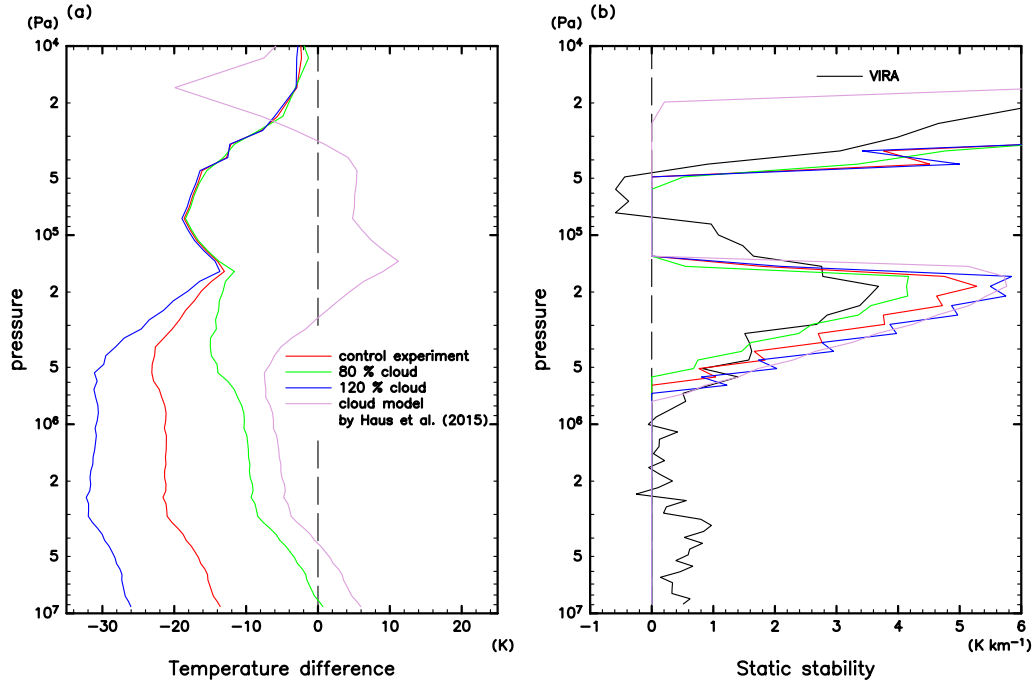 (a)
(Pa)
10⁴
2
5
10⁵
2
5
10⁶
2
5
10⁷
pressure
control experiment
80 % cloud
120 % cloud
cloud model
by Haus et al. (2015)
−30 −20 −10 0 10 20
(K)
Temperature difference
(b)
(Pa)
10⁴
2
5
10⁵
2
5
10⁶
2
5
(Pa)
10⁷
pressure
VIRA
−1 0 1 2 3 4 5 6
(K km⁻¹)
Static stability